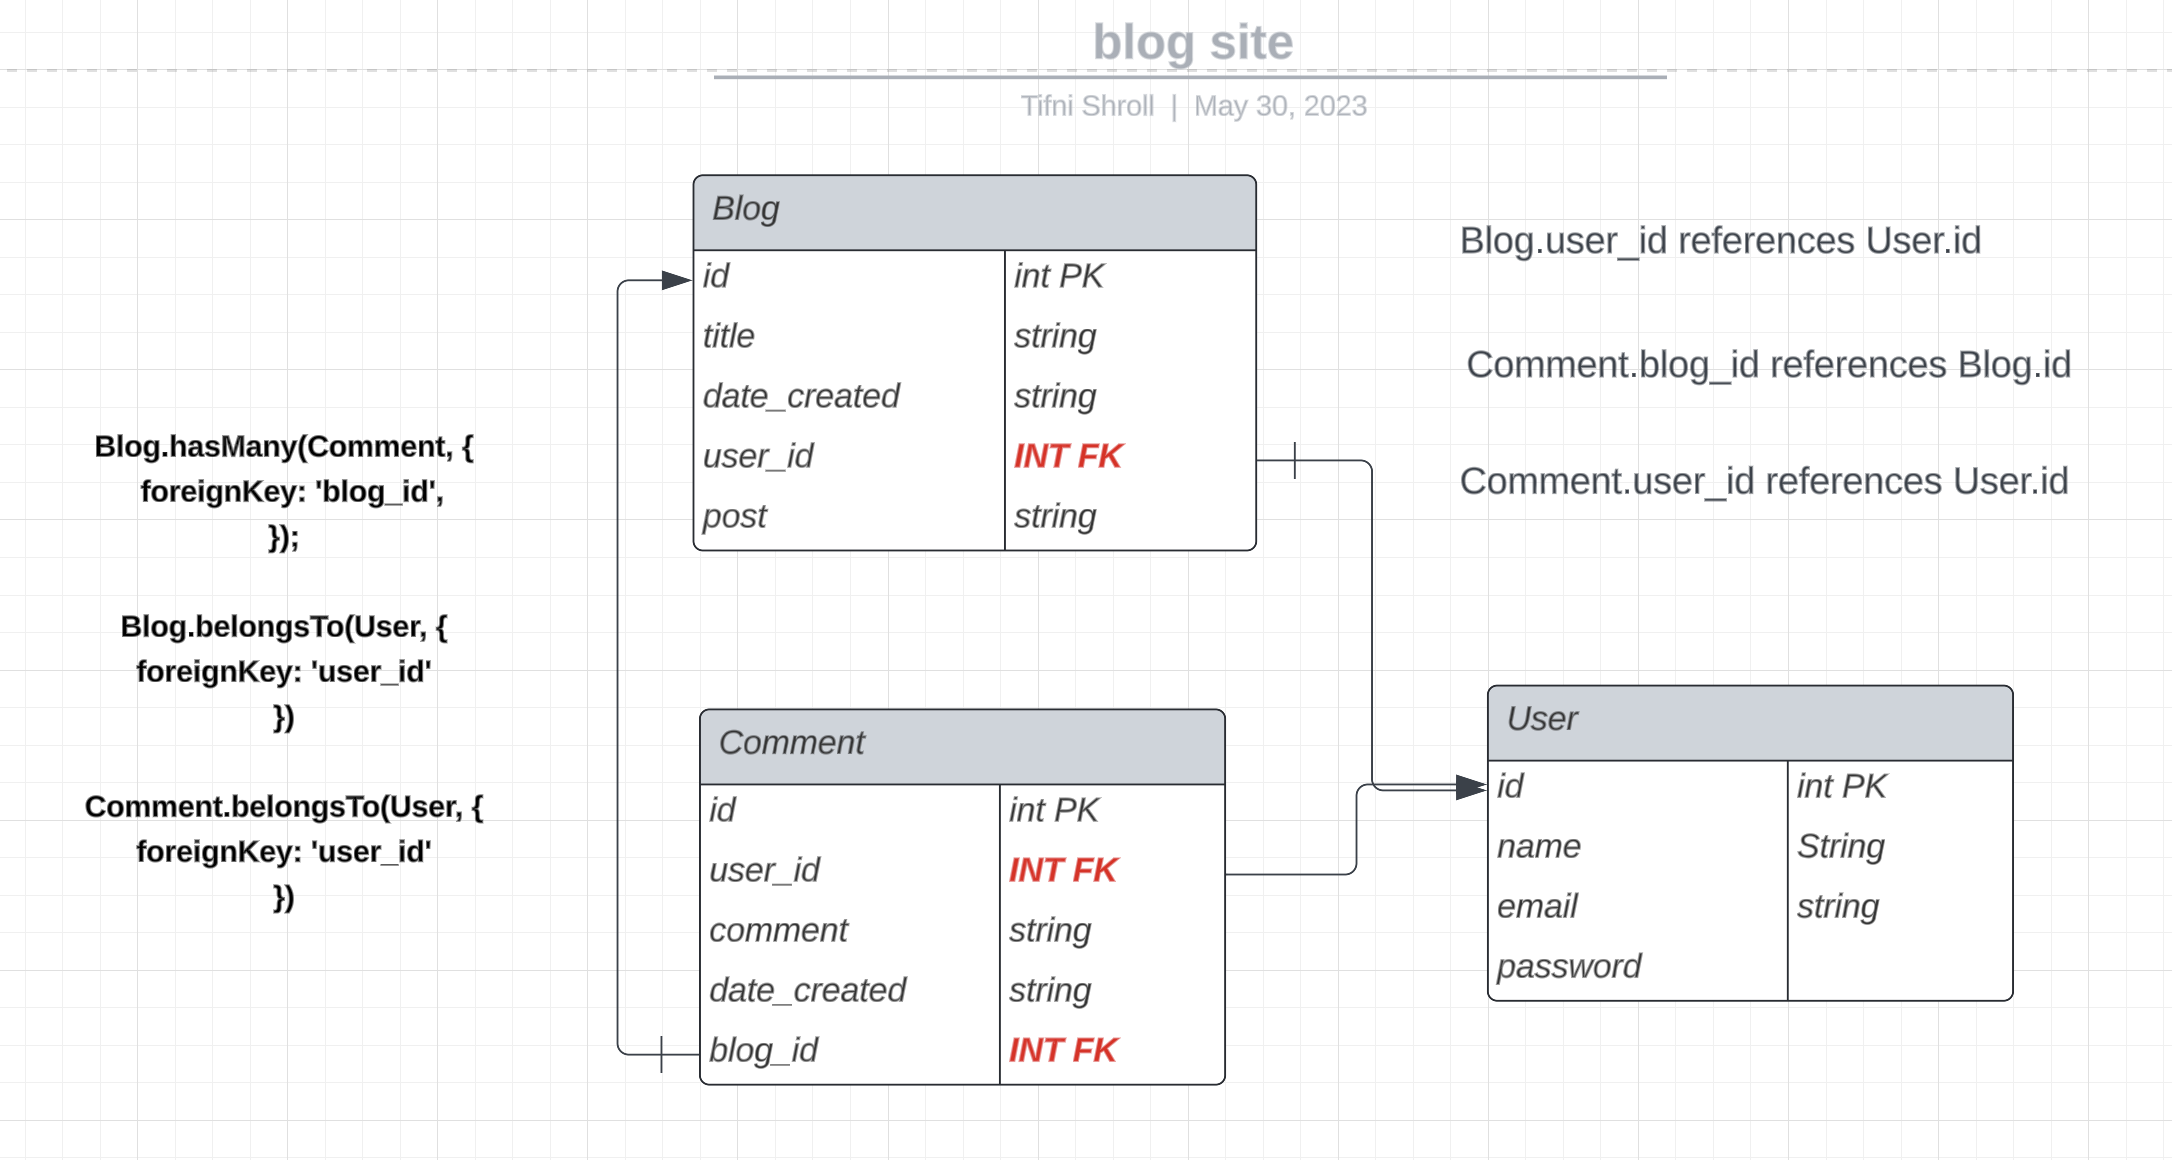 blog site
Tifni Shroll | May 30, 2023
Blog
id int PK
title string
date_created string
user_id INT FK
post string
Blog.user_id references User.id
Comment.blog_id references Blog.id
Comment.user_id references User.id
Blog.hasMany(Comment, {
foreignKey: 'blog_id',
});
Blog.belongsTo(User, {
foreignKey: 'user_id'
})
Comment.belongsTo(User, {
foreignKey: 'user_id'
})
Comment
id int PK
user_id INT FK
comment string
date_created string
blog_id INT FK
User
id int PK
name String
email string
password